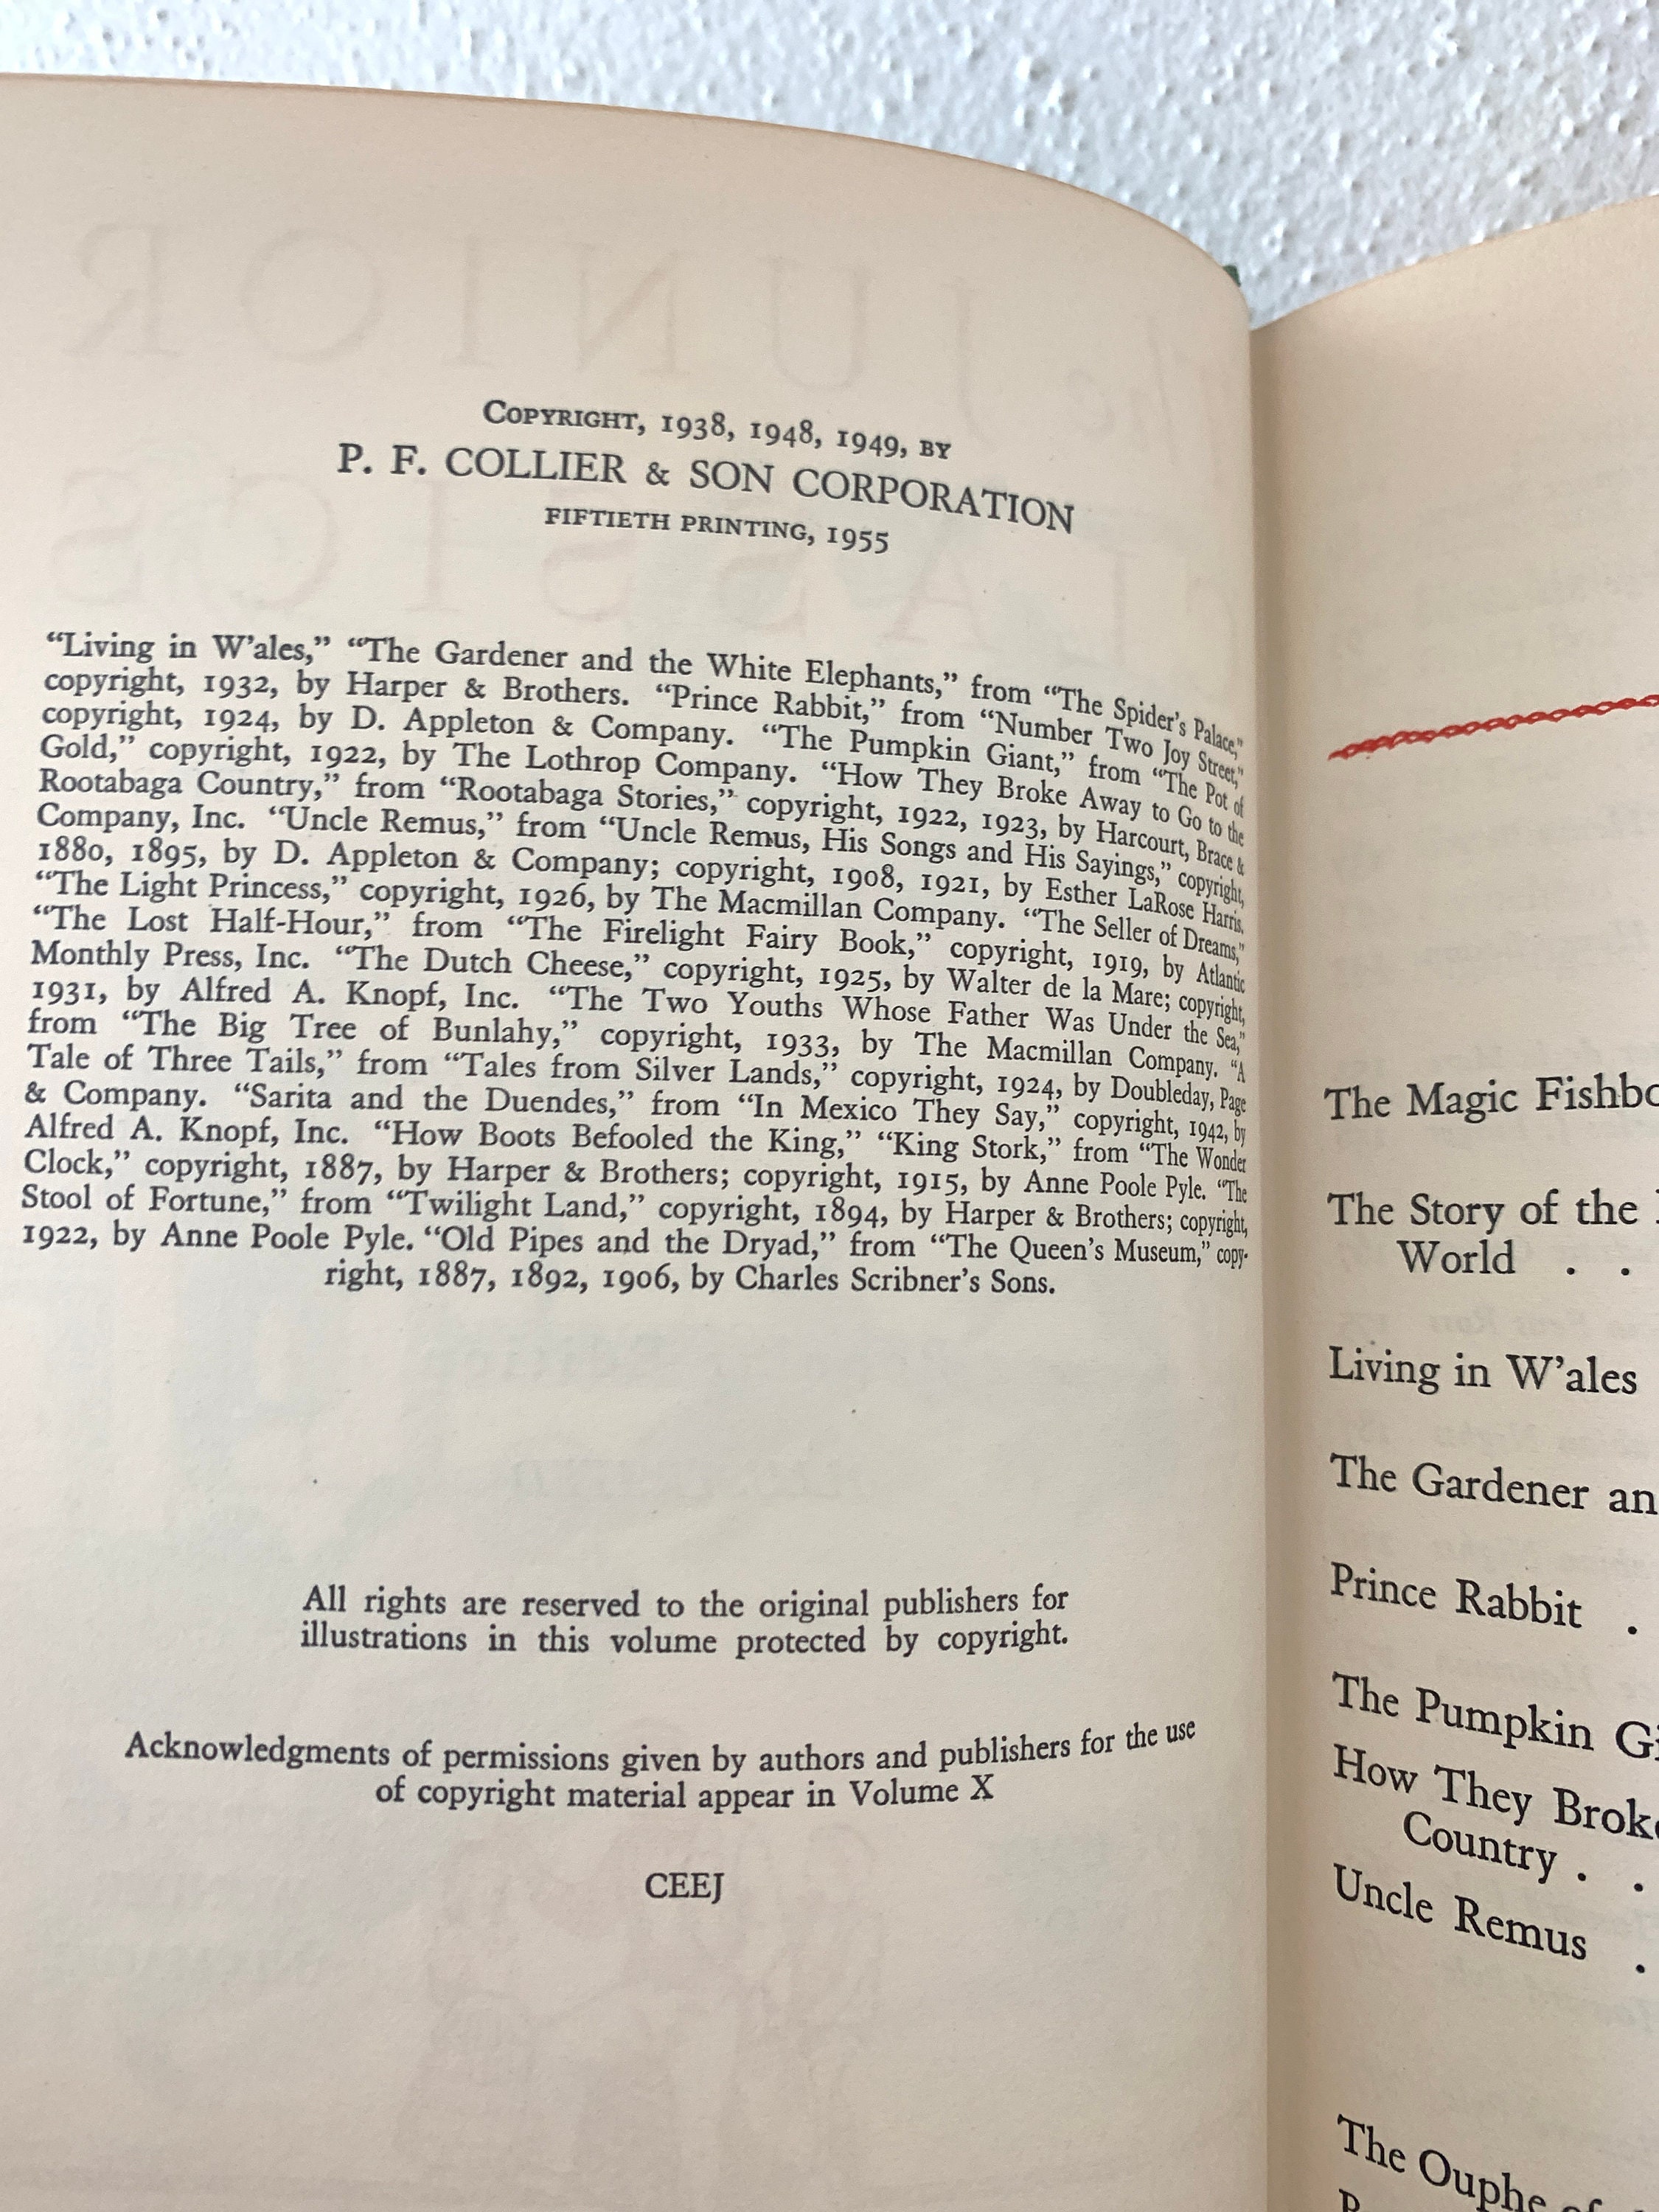 COPYRIGHT, 1938, 1948, 1949, BY
P. F. COLLIER & SON CORPORATION
FIFTIETH PRINTING, 1955
“Living in W’ales,” “The Gardener and the White Elephants,” from “The Spider’s Palace,”
copyright, 1932, by Harper & Brothers. “Prince Rabbit,” from “Number Two Joy Street,”
copyright, 1924, by D. Appleton & Company. “The Pumpkin Giant,” from “The Pot of
Gold,” copyright, 1922, by The Lothrop Company. “How They Broke Away to Go to the
Rootabaga Country,” from “Rootabaga Stories,” copyright, 1922, 1923, by Harcourt, Brace &
Company, Inc. “Uncle Remus,” from “Uncle Remus, His Songs and His Sayings,” copyright,
1880, 1895, by D. Appleton & Company; copyright, 1908, 1921, by Esther LaRose Harris.
“The Light Princess,” copyright, 1926, by The Macmillan Company. “The Seller of Dreams,”
“The Lost Half-Hour,” from “The Firelight Fairy Book,” copyright, 1919, by Atlantic
Monthly Press, Inc. “The Dutch Cheese,” copyright, 1925, by Walter de la Mare; copyright,
1931, by Alfred A. Knopf, Inc. “The Two Youths Whose Father Was Under the Sea,”
from “The Big Tree of Bunlahy,” copyright, 1933, by The Macmillan Company. “A
Tale of Three Tails,” from “Tales from Silver Lands,” copyright, 1924, by Doubleday, Page
& Company. “Sarita and the Duendes,” from “In Mexico They Say,” copyright, 1942, by
Alfred A. Knopf, Inc. “How Boots Befooled the King,” “King Stork,” from “The Wonder
Clock,” copyright, 1887, by Harper & Brothers; copyright, 1915, by Anne Poole Pyle. “The
Stool of Fortune,” from “Twilight Land,” copyright, 1894, by Harper & Brothers; copyright,
1922, by Anne Poole Pyle. “Old Pipes and the Dryad,” from “The Queen’s Museum,” copy-
right, 1887, 1892, 1906, by Charles Scribner’s Sons.
All rights are reserved to the original publishers for
illustrations in this volume protected by copyright.
Acknowledgments of permissions given by authors and publishers for the use
of copyright material appear in Volume X
CEEJ
The Magic Fishbo
The Story of the
World . .
Living in W’ales
The Gardener an
Prince Rabbit .
The Pumpkin Gi
How They Broke
Country . .
Uncle Remus .
The Ouphe of